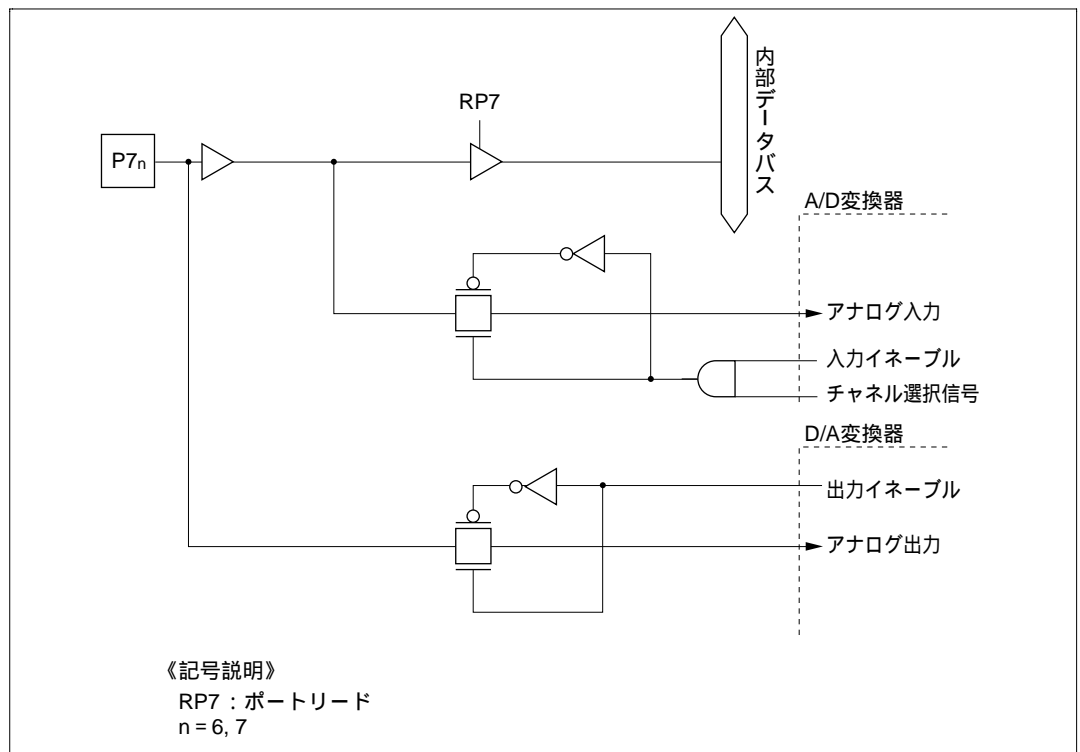 内部データバス
RP7
P7n
A/D変換器
アナログ入力
入力イネーブル
チャネル選択信号
D/A変換器
出力イネーブル
アナログ出力
《記号説明》
RP7 : ポートリード
n = 6, 7